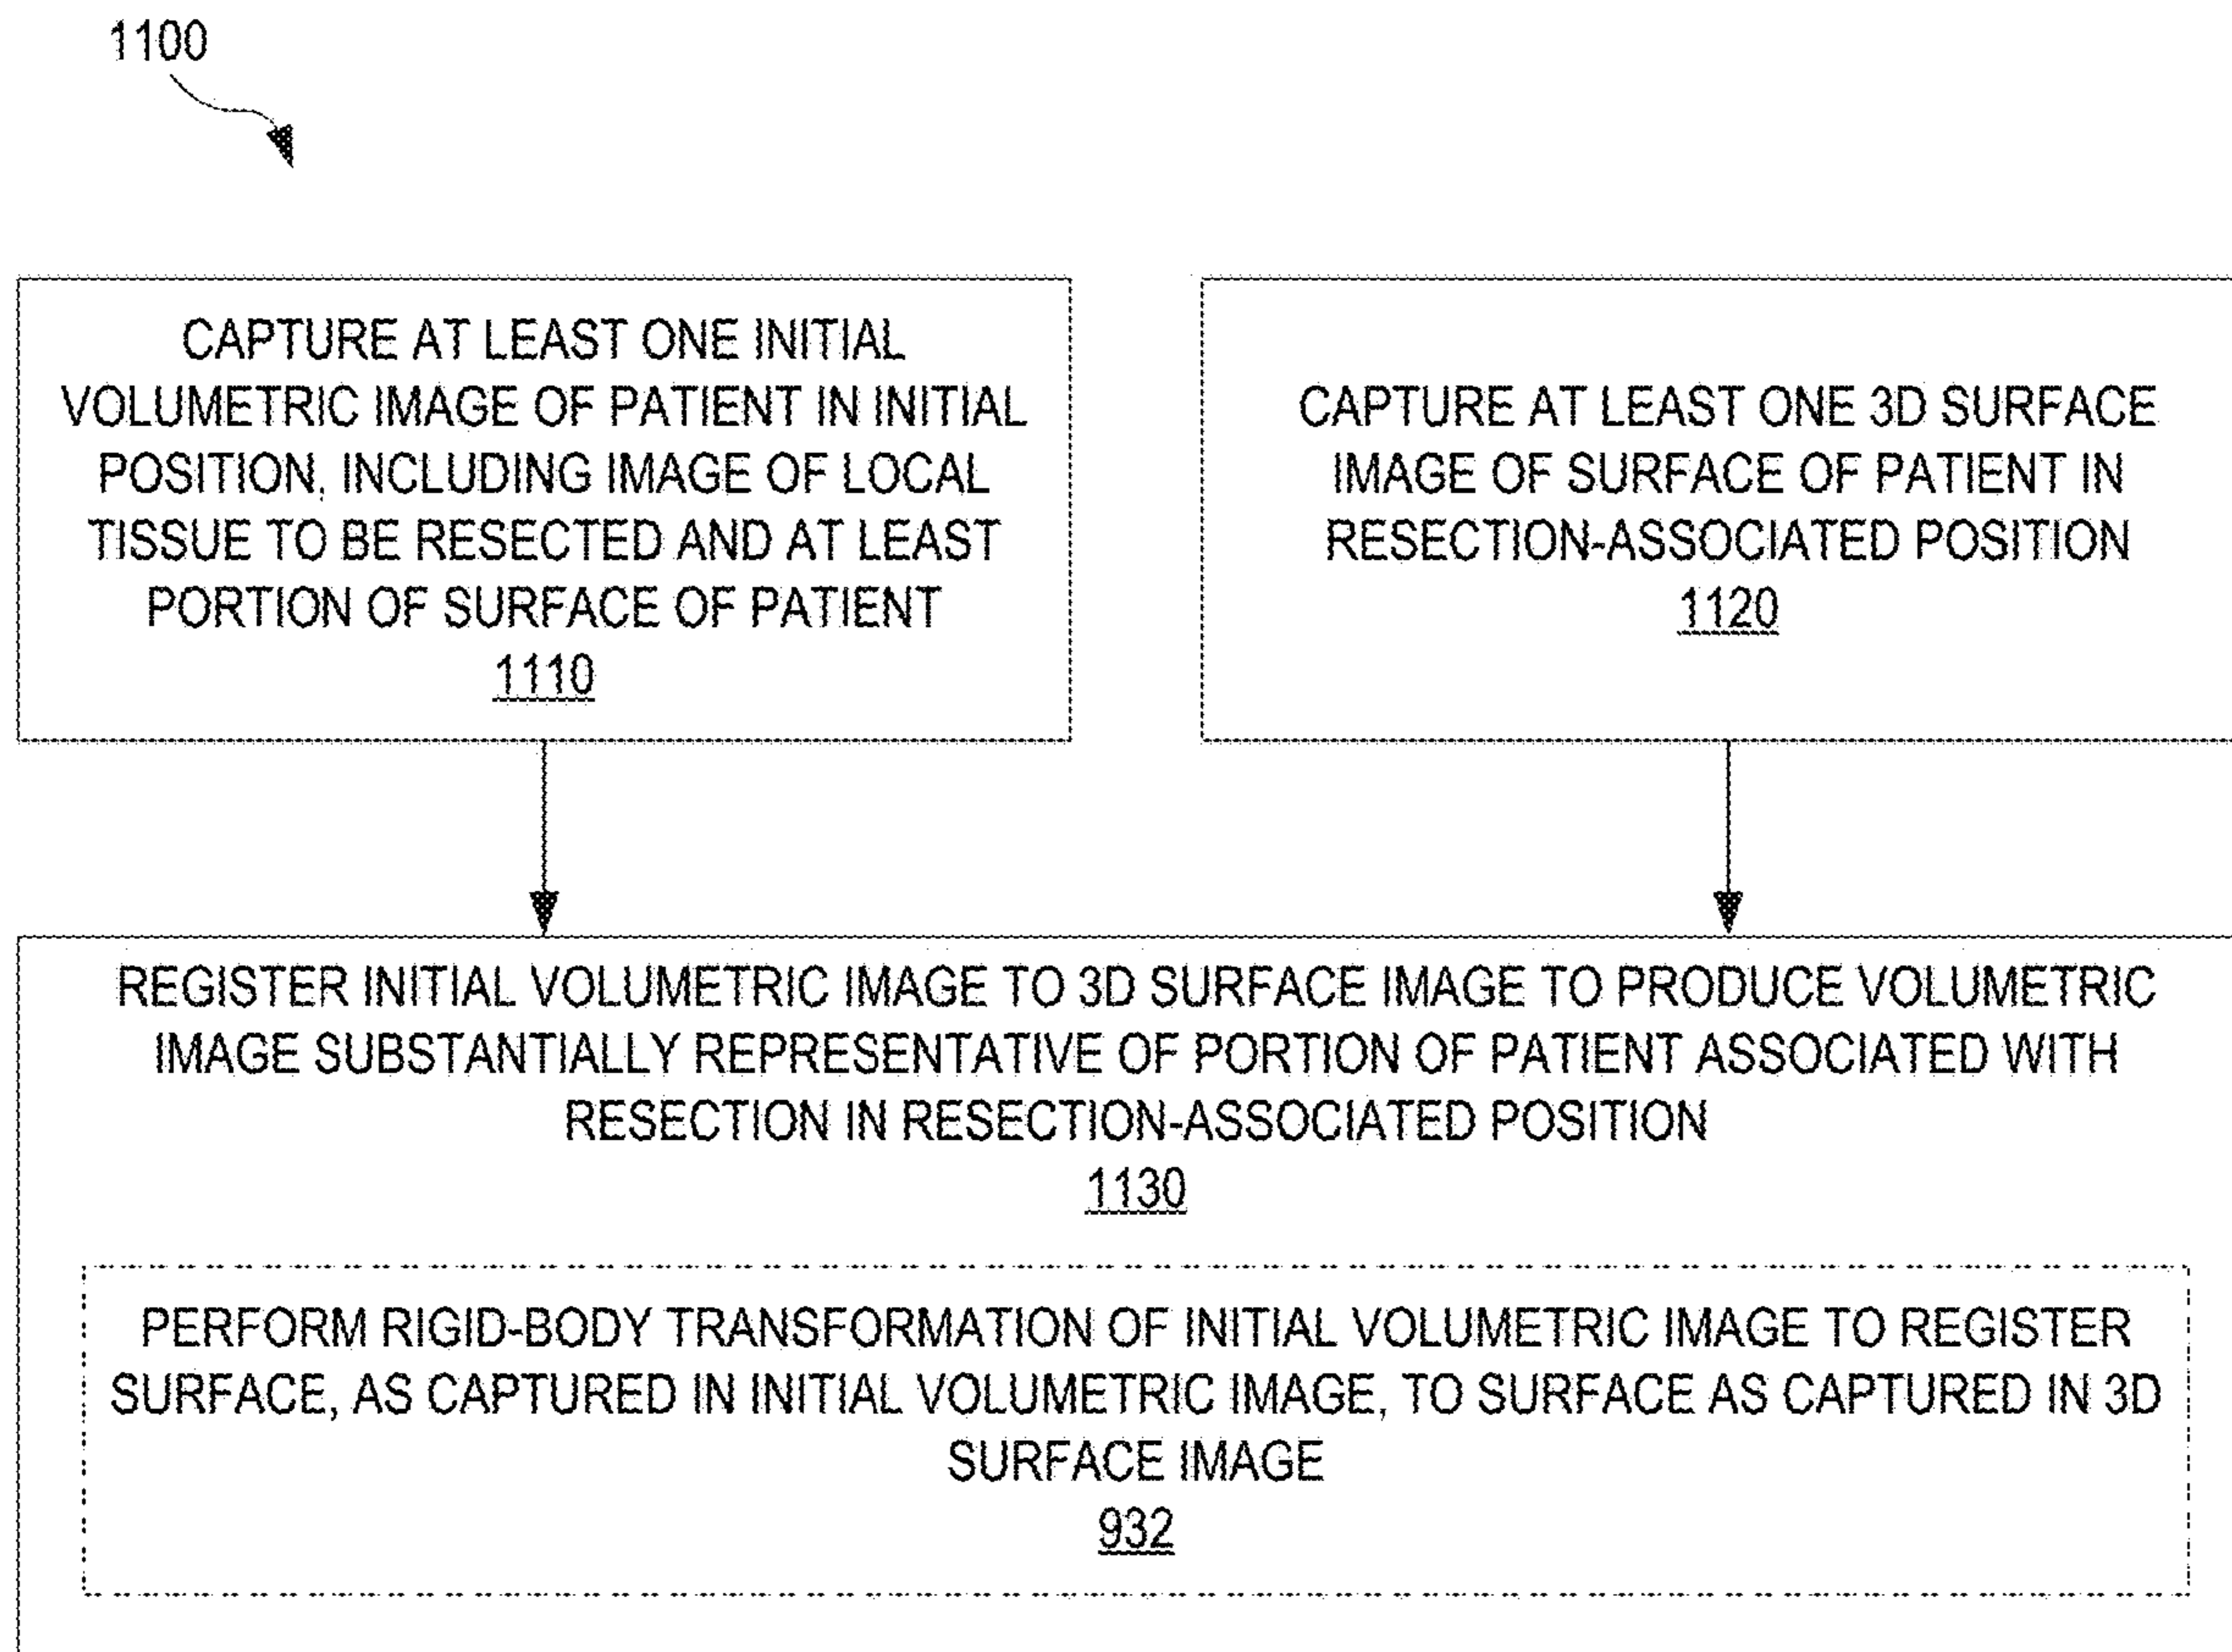 1100
CAPTURE AT LEAST ONE INITIAL
VOLUMETRIC IMAGE OF PATIENT IN INITIAL
POSITION, INCLUDING IMAGE OF LOCAL
TISSUE TO BE RESECTED AND AT LEAST
PORTION OF SURFACE OF PATIENT
1110
CAPTURE AT LEAST ONE 3D SURFACE
IMAGE OF SURFACE OF PATIENT IN
RESECTION-ASSOCIATED POSITION
1120
REGISTER INITIAL VOLUMETRIC IMAGE TO 3D SURFACE IMAGE TO PRODUCE VOLUMETRIC
IMAGE SUBSTANTIALLY REPRESENTATIVE OF PORTION OF PATIENT ASSOCIATED WITH
RESECTION IN RESECTION-ASSOCIATED POSITION
1130
PERFORM RIGID-BODY TRANSFORMATION OF INITIAL VOLUMETRIC IMAGE TO REGISTER
SURFACE, AS CAPTURED IN INITIAL VOLUMETRIC IMAGE, TO SURFACE AS CAPTURED IN 3D
SURFACE IMAGE
932